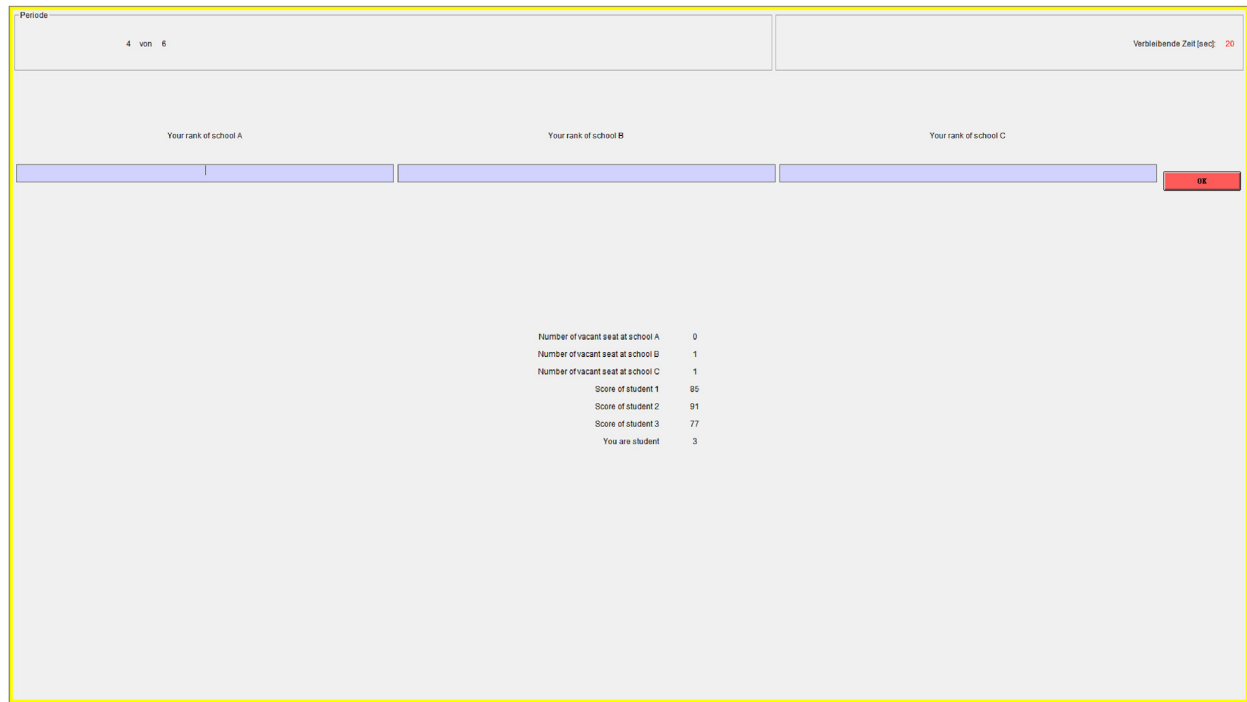 Periode
4 von 6
Verbleibende Zeit [sec]: 20
Your rank of school A
Your rank of school B
Your rank of school C
OK
Number of vacant seat at school A 0
Number of vacant seat at school B 1
Number of vacant seat at school C 1
Score of student 1 85
Score of student 2 91
Score of student 3 77
You are student 3